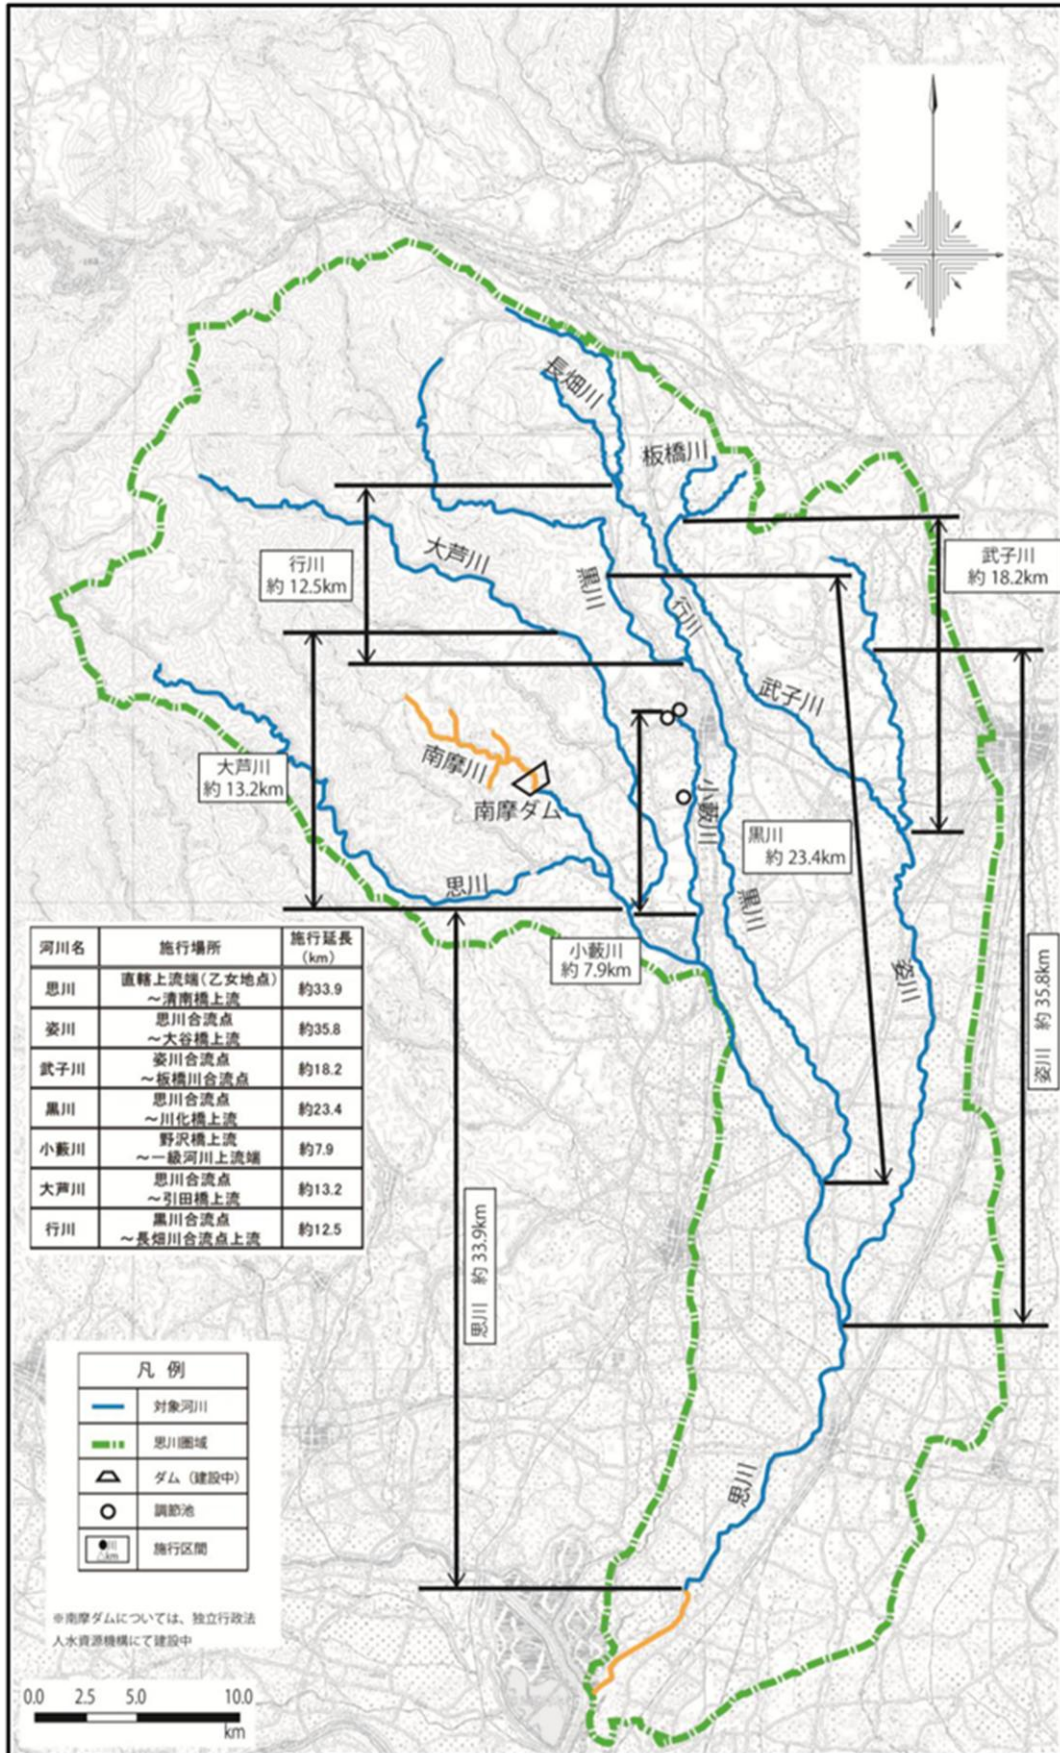 長畑川
板橋川
大芦川
黒川
行川
武子川
行川
約 12.5km
武子川
約 18.2km
南摩川
南摩ダム
小藪川
大芦川
約 13.2km
黒川
約 23.4km
思川
黒川
姿川
小藪川
約 7.9km
姿川 約 35.8km
思川 約 33.9km
思川
河川名 施行場所 施行延長
(km)
思川 直轄上流端(乙女地点)
～清南橋上流 約33.9
姿川 思川合流点
～大谷橋上流 約35.8
武子川 姿川合流点
～板橋川合流点 約18.2
黒川 思川合流点
～川化橋上流 約23.4
小藪川 野沢橋上流
～一級河川上流端 約7.9
大芦川 思川合流点
～引田橋上流 約13.2
行川 黒川合流点
～長畑川合流点上流 約12.5
凡 例
対象河川
思川圏域
ダム（建設中）
調節池
●川
△km
施行区間
※南摩ダムについては、独立行政法
人水資源機構にて建設中
0.0 2.5 5.0 10.0
km